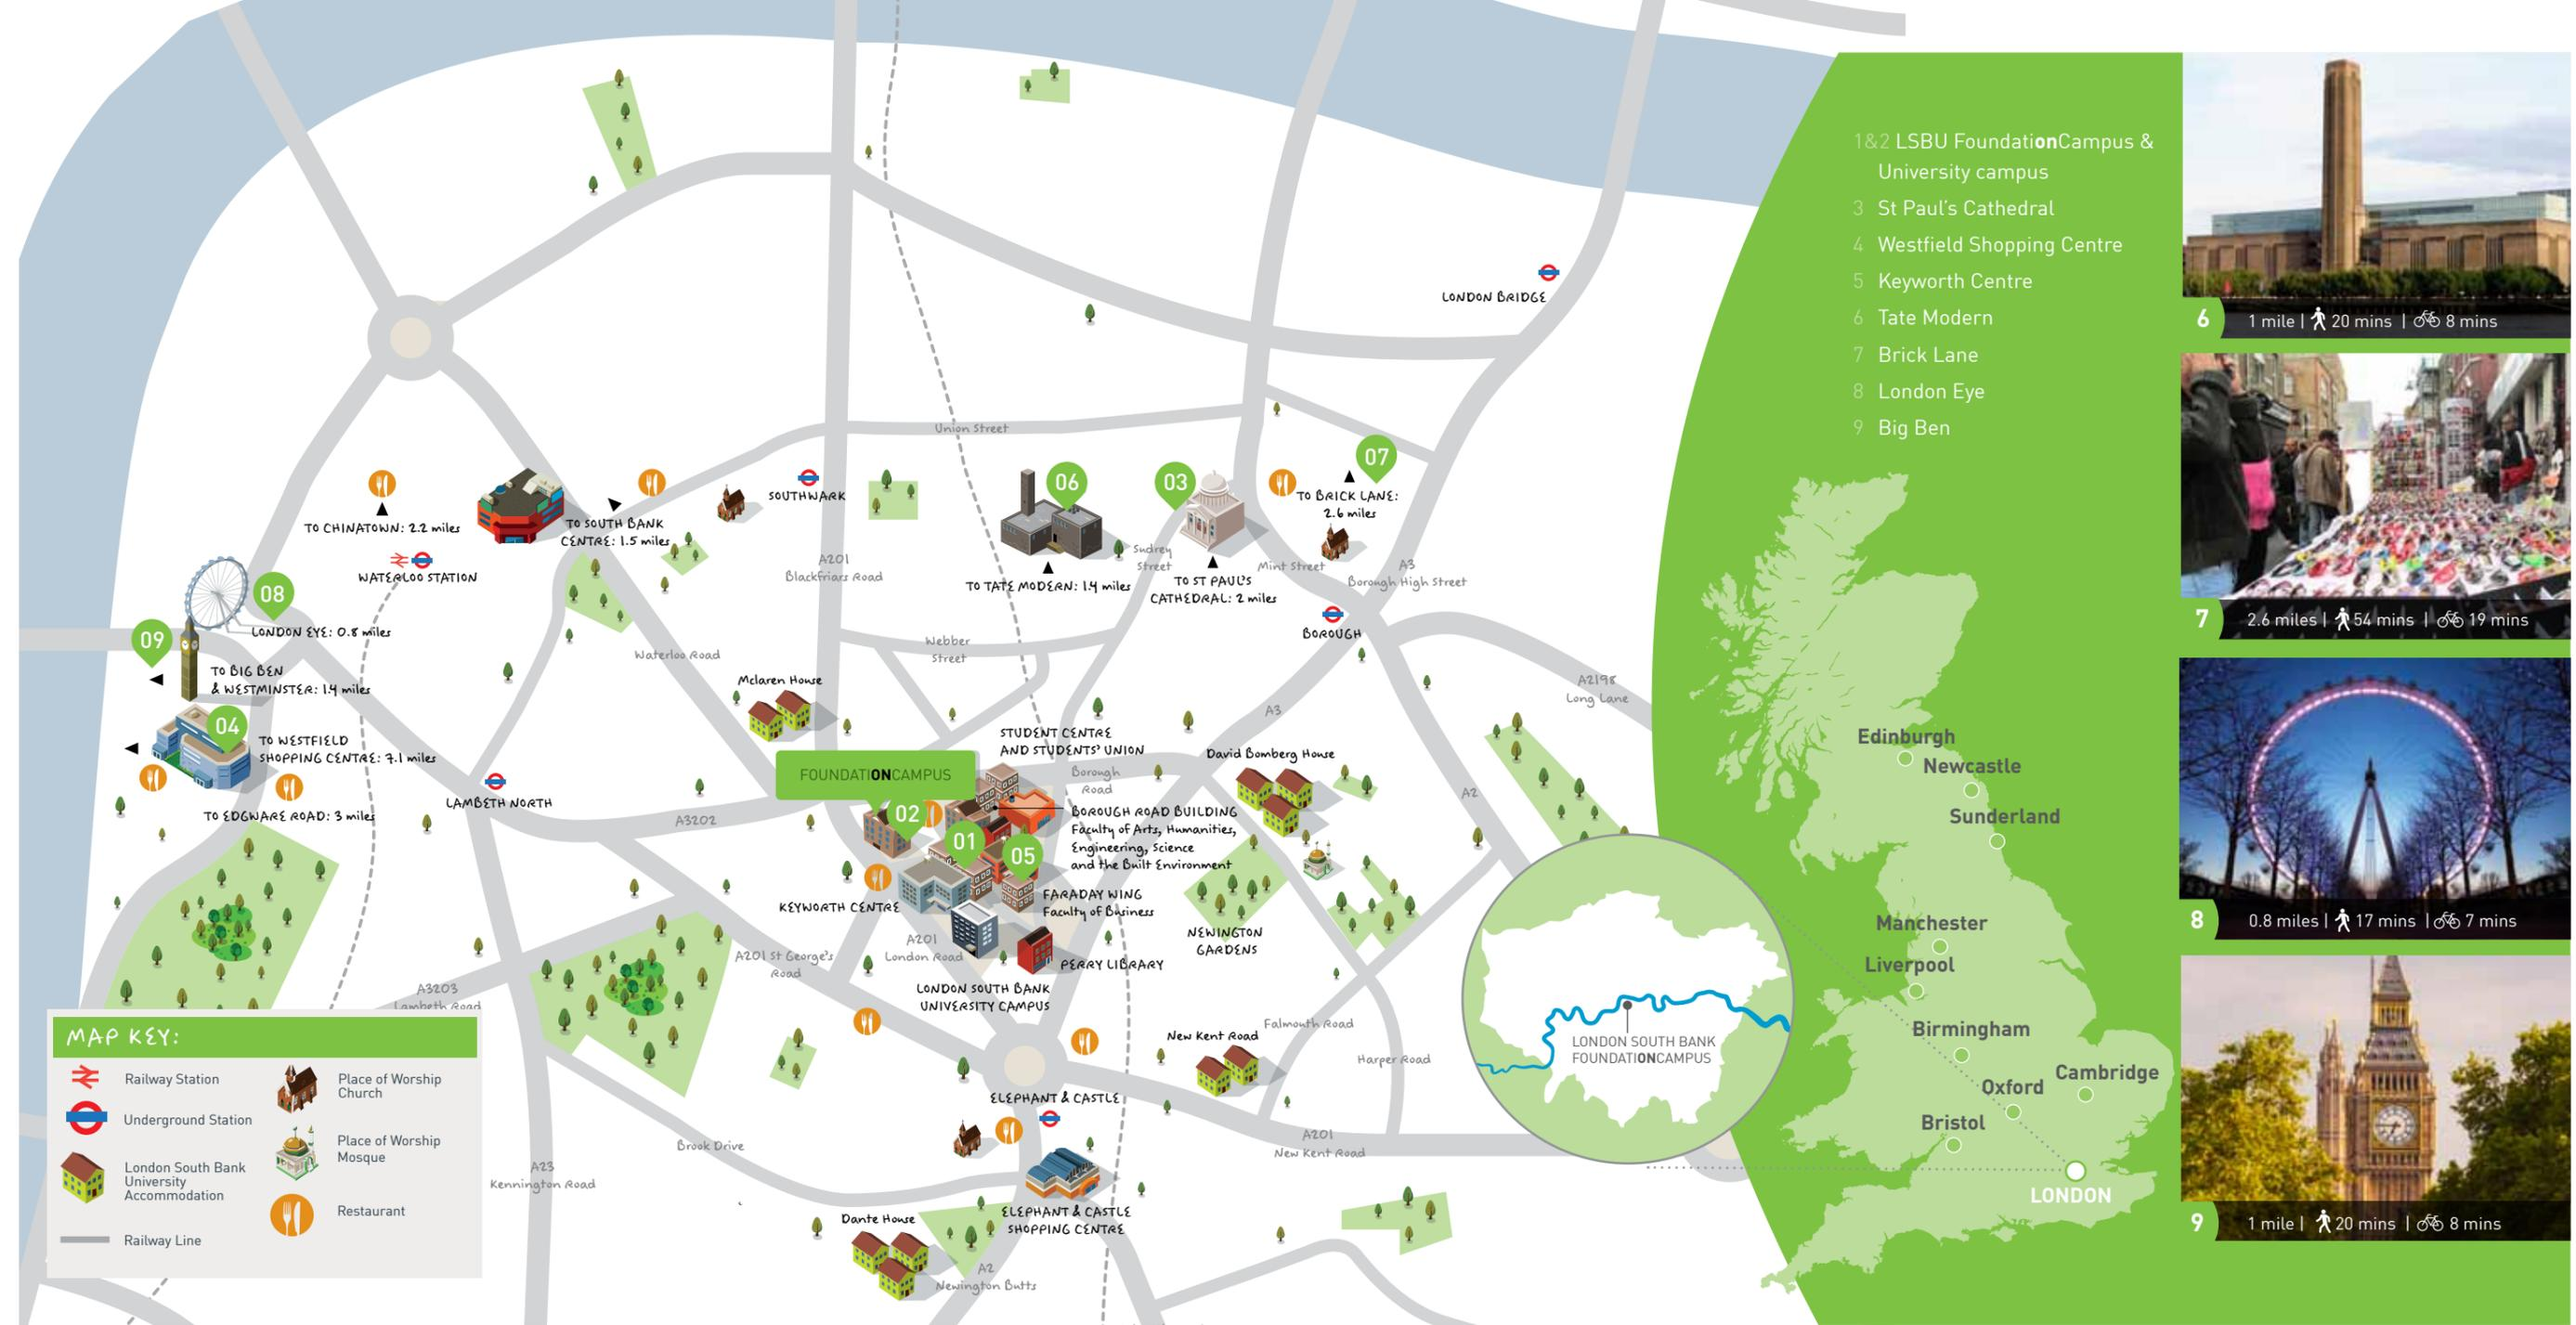 LONDON BRIDGE
Union Street
07
06
03
TO BRICK LANE:
2.6 miles
SOUTHWARK
TO CHINATOWN: 2.2 miles
TO SOUTH BANK
CENTRE: 1.5 miles
WATERLOO STATION
A201
Blackfriars Road
Sudrey
Street
Mint Street
A3
Borough High Street
TO TATE MODERN: 1.4 miles
TO ST PAUL'S
CATHEDRAL: 2 miles
08
LONDON EYE: 0.8 miles
BOROUGH
09
TO BIG BEN
& WESTMINSTER: 1.4 miles
Webber
Street
Waterloo Road
Mclaren House
A2198
Long Lane
A3
04
TO WESTFIELD
SHOPPING CENTRE: 7.1 miles
TO EDGWARE ROAD: 3 miles
LAMBETH NORTH
STUDENT CENTRE
AND STUDENTS' UNION
David Bomberg House
FOUNDATIONCAMPUS
Borough
Road
A2
A3202
02
01
05
BOROUGH ROAD BUILDING
Faculty of Arts, Humanities,
Engineering, Science
and the Built Environment
KEYWORTH CENTRE
FARADAY WING
Faculty of Business
NEWINGTON
GARDENS
A201
London Road
A201 St George's
Road
PERRY LIBRARY
LONDON SOUTH BANK
UNIVERSITY CAMPUS
A3203
Lambeth Road
New Kent Road
Falmouth Road
Harper Road
ELEPHANT & CASTLE
A201
New Kent Road
Brook Drive
A23
Kennington Road
ELEPHANT & CASTLE
SHOPPING CENTRE
Dante House
A2
Newington Butts
MAP KEY:
Railway Station
Underground Station
London South Bank
University
Accommodation
Railway Line
Place of Worship
Church
Place of Worship
Mosque
Restaurant
LONDON SOUTH BANK
FOUNDATIONCAMPUS
1&2 LSBU FoundationCampus &
University campus
3 St Paul's Cathedral
4 Westfield Shopping Centre
5 Keyworth Centre
6 Tate Modern
7 Brick Lane
8 London Eye
9 Big Ben
Edinburgh
Newcastle
Sunderland
Manchester
Liverpool
Birmingham
Cambridge
Oxford
Bristol
LONDON
6 1 mile | 20 mins | 8 mins
7 2.6 miles | 54 mins | 19 mins
8 0.8 miles | 17 mins | 7 mins
9 1 mile | 20 mins | 8 mins